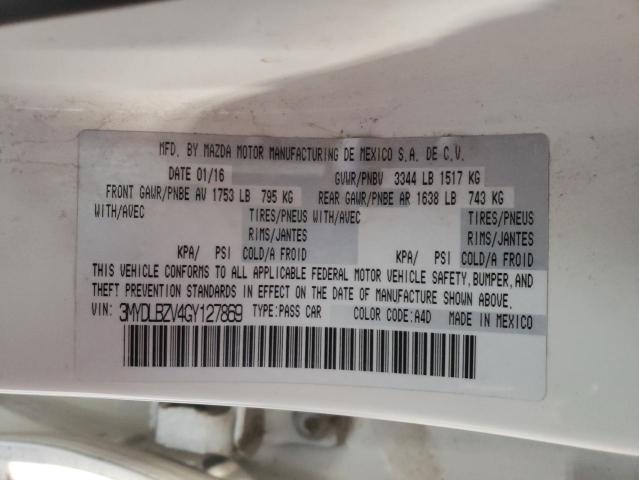 MFD. BY MAZDA MOTOR MANUFACTURING DE MEXICO S.A. DE C.V.
DATE 01/16 GVWR/PNBV 3344 LB 1517 KG
FRONT GAWR/PNBE AV 1753 LB 795 KG REAR GAWR/PNBE AR 1638 LB 743 KG
WITH/AVEC TIRES/PNEUS WITH/AVEC TIRES/PNEUS
RIMS/JANTES RIMS/JANTES
KPA/ PSI COLD/A FROID KPA/ PSI COLD/A FROID
THIS VEHICLE CONFORMS TO ALL APPLICABLE FEDERAL MOTOR VEHICLE SAFETY, BUMPER, AND
THEFT PREVENTION STANDARDS IN EFFECT ON THE DATE OF MANUFACTURE SHOWN ABOVE.
VIN: 3MYDLBZV4GY127869 TYPE:PASS CAR COLOR CODE:A4D MADE IN MEXICO